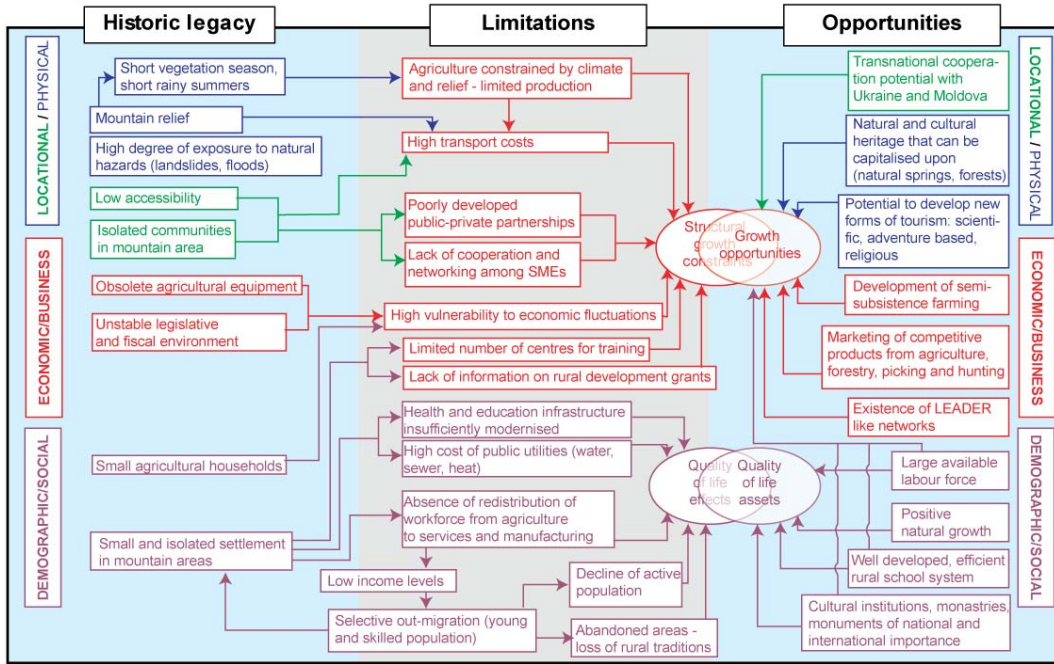 Historic legacy
Limitations
Opportunities
LOCATIONAL / PHYSICAL
ECONOMIC/BUSINESS
DEMOGRAPHIC/SOCIAL
Short vegetation season,
short rainy summers
Mountain relief
High degree of exposure to natural
hazards (landslides, floods)
Low accessibility
Isolated communities
in mountain area
Obsolete agricultural equipment
Unstable legislative
and fiscal environment
Small agricultural households
Small and isolated settlement
in mountain areas
Agriculture constrained by climate
and relief - limited production
High transport costs
Poorly developed
public-private partnerships
Lack of cooperation and
networking among SMEs
High vulnerability to economic fluctuations
Limited number of centres for training
Lack of information on rural development grants
Health and education infrastructure
insufficiently modernised
High cost of public utilities (water,
sewer, heat)
Absence of redistribution of
workforce from agriculture
to services and manufacturing
Low income levels
Selective out-migration (young
and skilled population)
Decline of active
population
Abandoned areas -
loss of rural traditions
Structural
growth
constraints
Growth
opportunities
Quality
of life
effects
Quality
of life
assets
Transnational coopera-
tion potential with
Ukraine and Moldova
Natural and cultural
heritage that can be
capitalised upon
(natural springs, forests)
Potential to develop new
forms of tourism: scienti-
fic, adventure based,
religious
Development of semi-
subsistence farming
Marketing of competitive
products from agriculture,
forestry, picking and hunting
Existence of LEADER
like networks
Large available
labour force
Positive
natural growth
Well developed, efficient
rural school system
Cultural institutions, monasteries,
monuments of national and
international importance
LOCATIONAL / PHYSICAL
ECONOMIC/BUSINESS
DEMOGRAPHIC/SOCIAL